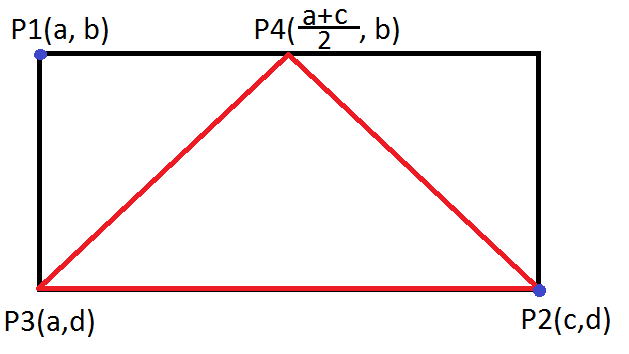 P1(a, b)
P4(a+c/2, b)
P3(a,d)
P2(c,d)